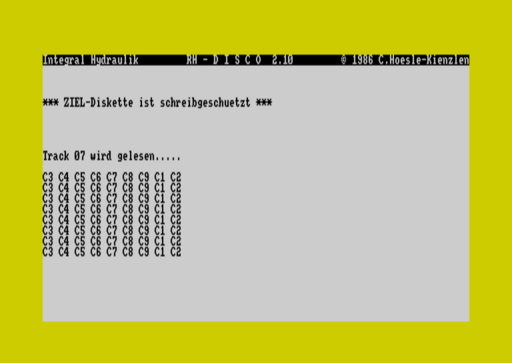 Integral Hydraulik RH - D I S C O 2.10 © 1986 C.Hoesle-Kienzlen
*** ZIEL-Diskette ist schreibgeschuetzt ***
Track 07 wird gelesen.....
C3 C4 C5 C6 C7 C8 C9 C1 C2
C3 C4 C5 C6 C7 C8 C9 C1 C2
C3 C4 C5 C6 C7 C8 C9 C1 C2
C3 C4 C5 C6 C7 C8 C9 C1 C2
C3 C4 C5 C6 C7 C8 C9 C1 C2
C3 C4 C5 C6 C7 C8 C9 C1 C2
C3 C4 C5 C6 C7 C8 C9 C1 C2
C3 C4 C5 C6 C7 C8 C9 C1 C2